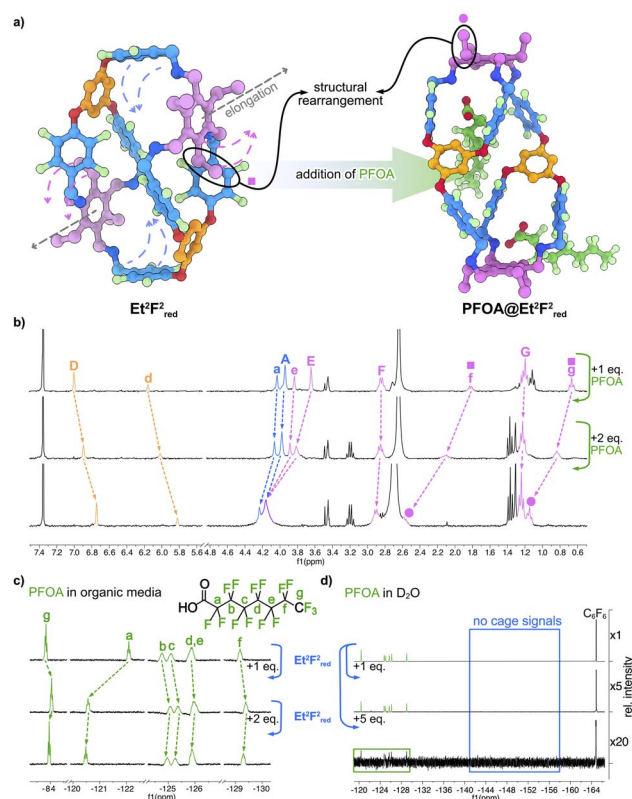 a)
elongation
structural
rearrangement
addition of PFOA
Et²F²red
PFOA@Et²F²red
b)
D
d
a
A
e
E
F
f
G
g
+1 eq.
PFOA
+2 eq.
PFOA
7.4 7.2 7.0 6.8 6.6 6.4 6.2 6.0 5.8 5.6 4.8 4.6 4.4 4.2 4.0 3.8 3.6 3.4 3.2 3.0 2.8 2.6 2.4 2.2 2.0 1.8 1.6 1.4 1.2 1.0 0.8 0.6
f1(ppm)
c)
PFOA in organic media
O
HO
F F F F F F
a b c d e f g
CF₃
F F F F F F
g
a
b c d,e f
+1 eq.
Et²F²red
+2 eq.
Et²F²red
-84 -120 -122 -125 -126 -129 -130
f1(ppm)
d)
PFOA in D₂O
no cage signals
C₆F₆
+1 eq.
+5 eq.
x1
x5
x20
rel. intensity
-120 -124 -128 -132 -136 -140 -144 -148 -152 -156 -160 -164
f1(ppm)